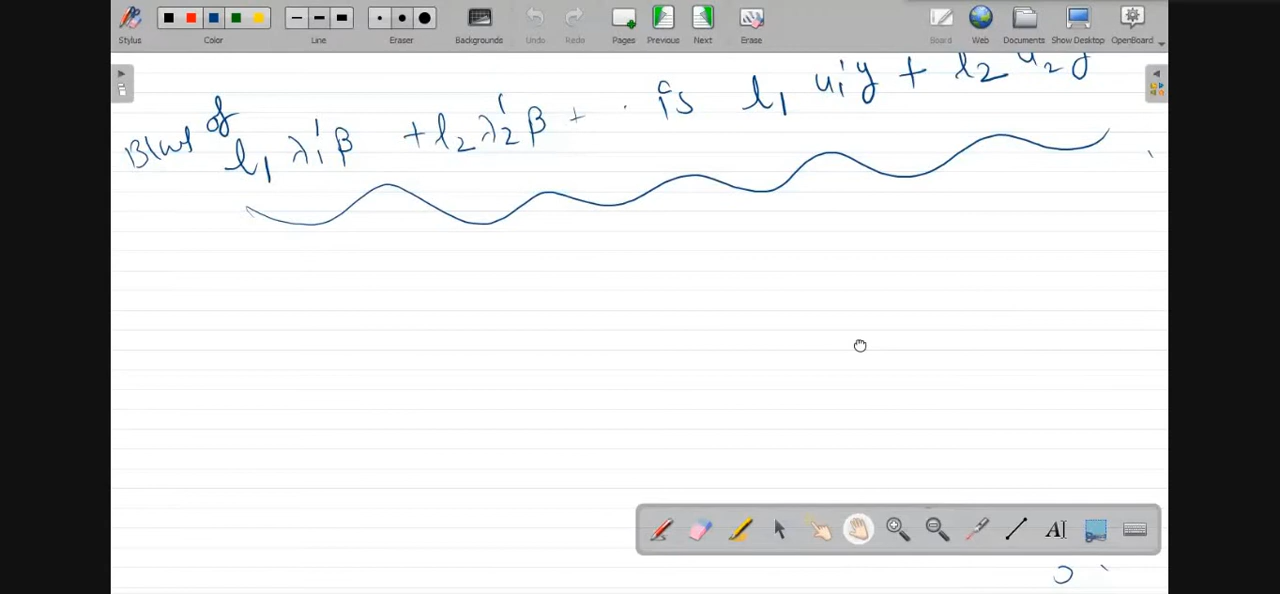 Stylus Color Line Eraser Backgrounds Undo Redo Pages Previous Next Erase Board Web Documents Show Desktop OpenBoard
Blue of l₁ λ₁' β + l₂ λ₂' β + · is l₁ u₁' y + l₂ u₂ y